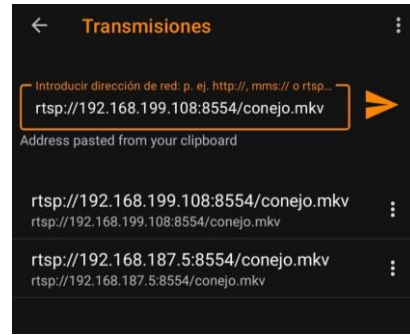 Transmisiones
Introducir dirección de red: p. ej. http://, mms:// o rtsp...
rtsp://192.168.199.108:8554/conejo.mkv
Address pasted from your clipboard
rtsp://192.168.199.108:8554/conejo.mkv
rtsp://192.168.199.108:8554/conejo.mkv
rtsp://192.168.187.5:8554/conejo.mkv
rtsp://192.168.187.5:8554/conejo.mkv